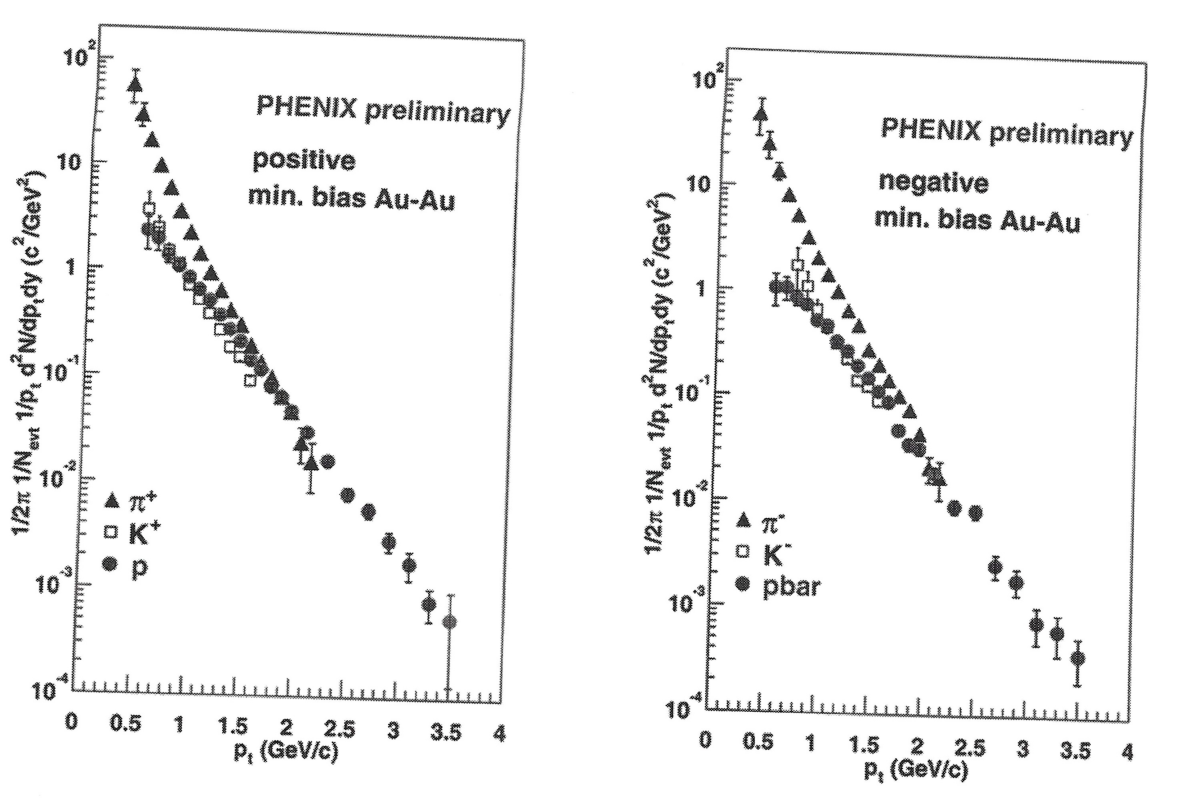 10²
10
1
10⁻¹
10⁻²
10⁻³
10⁻⁴
1/2π 1/N_evt 1/p_t d²N/dp_t dy (c²/GeV²)
PHENIX preliminary
positive
min. bias Au-Au
π⁺
K⁺
p
0 0.5 1 1.5 2 2.5 3 3.5 4
p_t (GeV/c)
10²
10
1
10⁻¹
10⁻²
10⁻³
10⁻⁴
1/2π 1/N_evt 1/p_t d²N/dp_t dy (c²/GeV²)
PHENIX preliminary
negative
min. bias Au-Au
π⁻
K⁻
pbar
0 0.5 1 1.5 2 2.5 3 3.5 4
p_t (GeV/c)